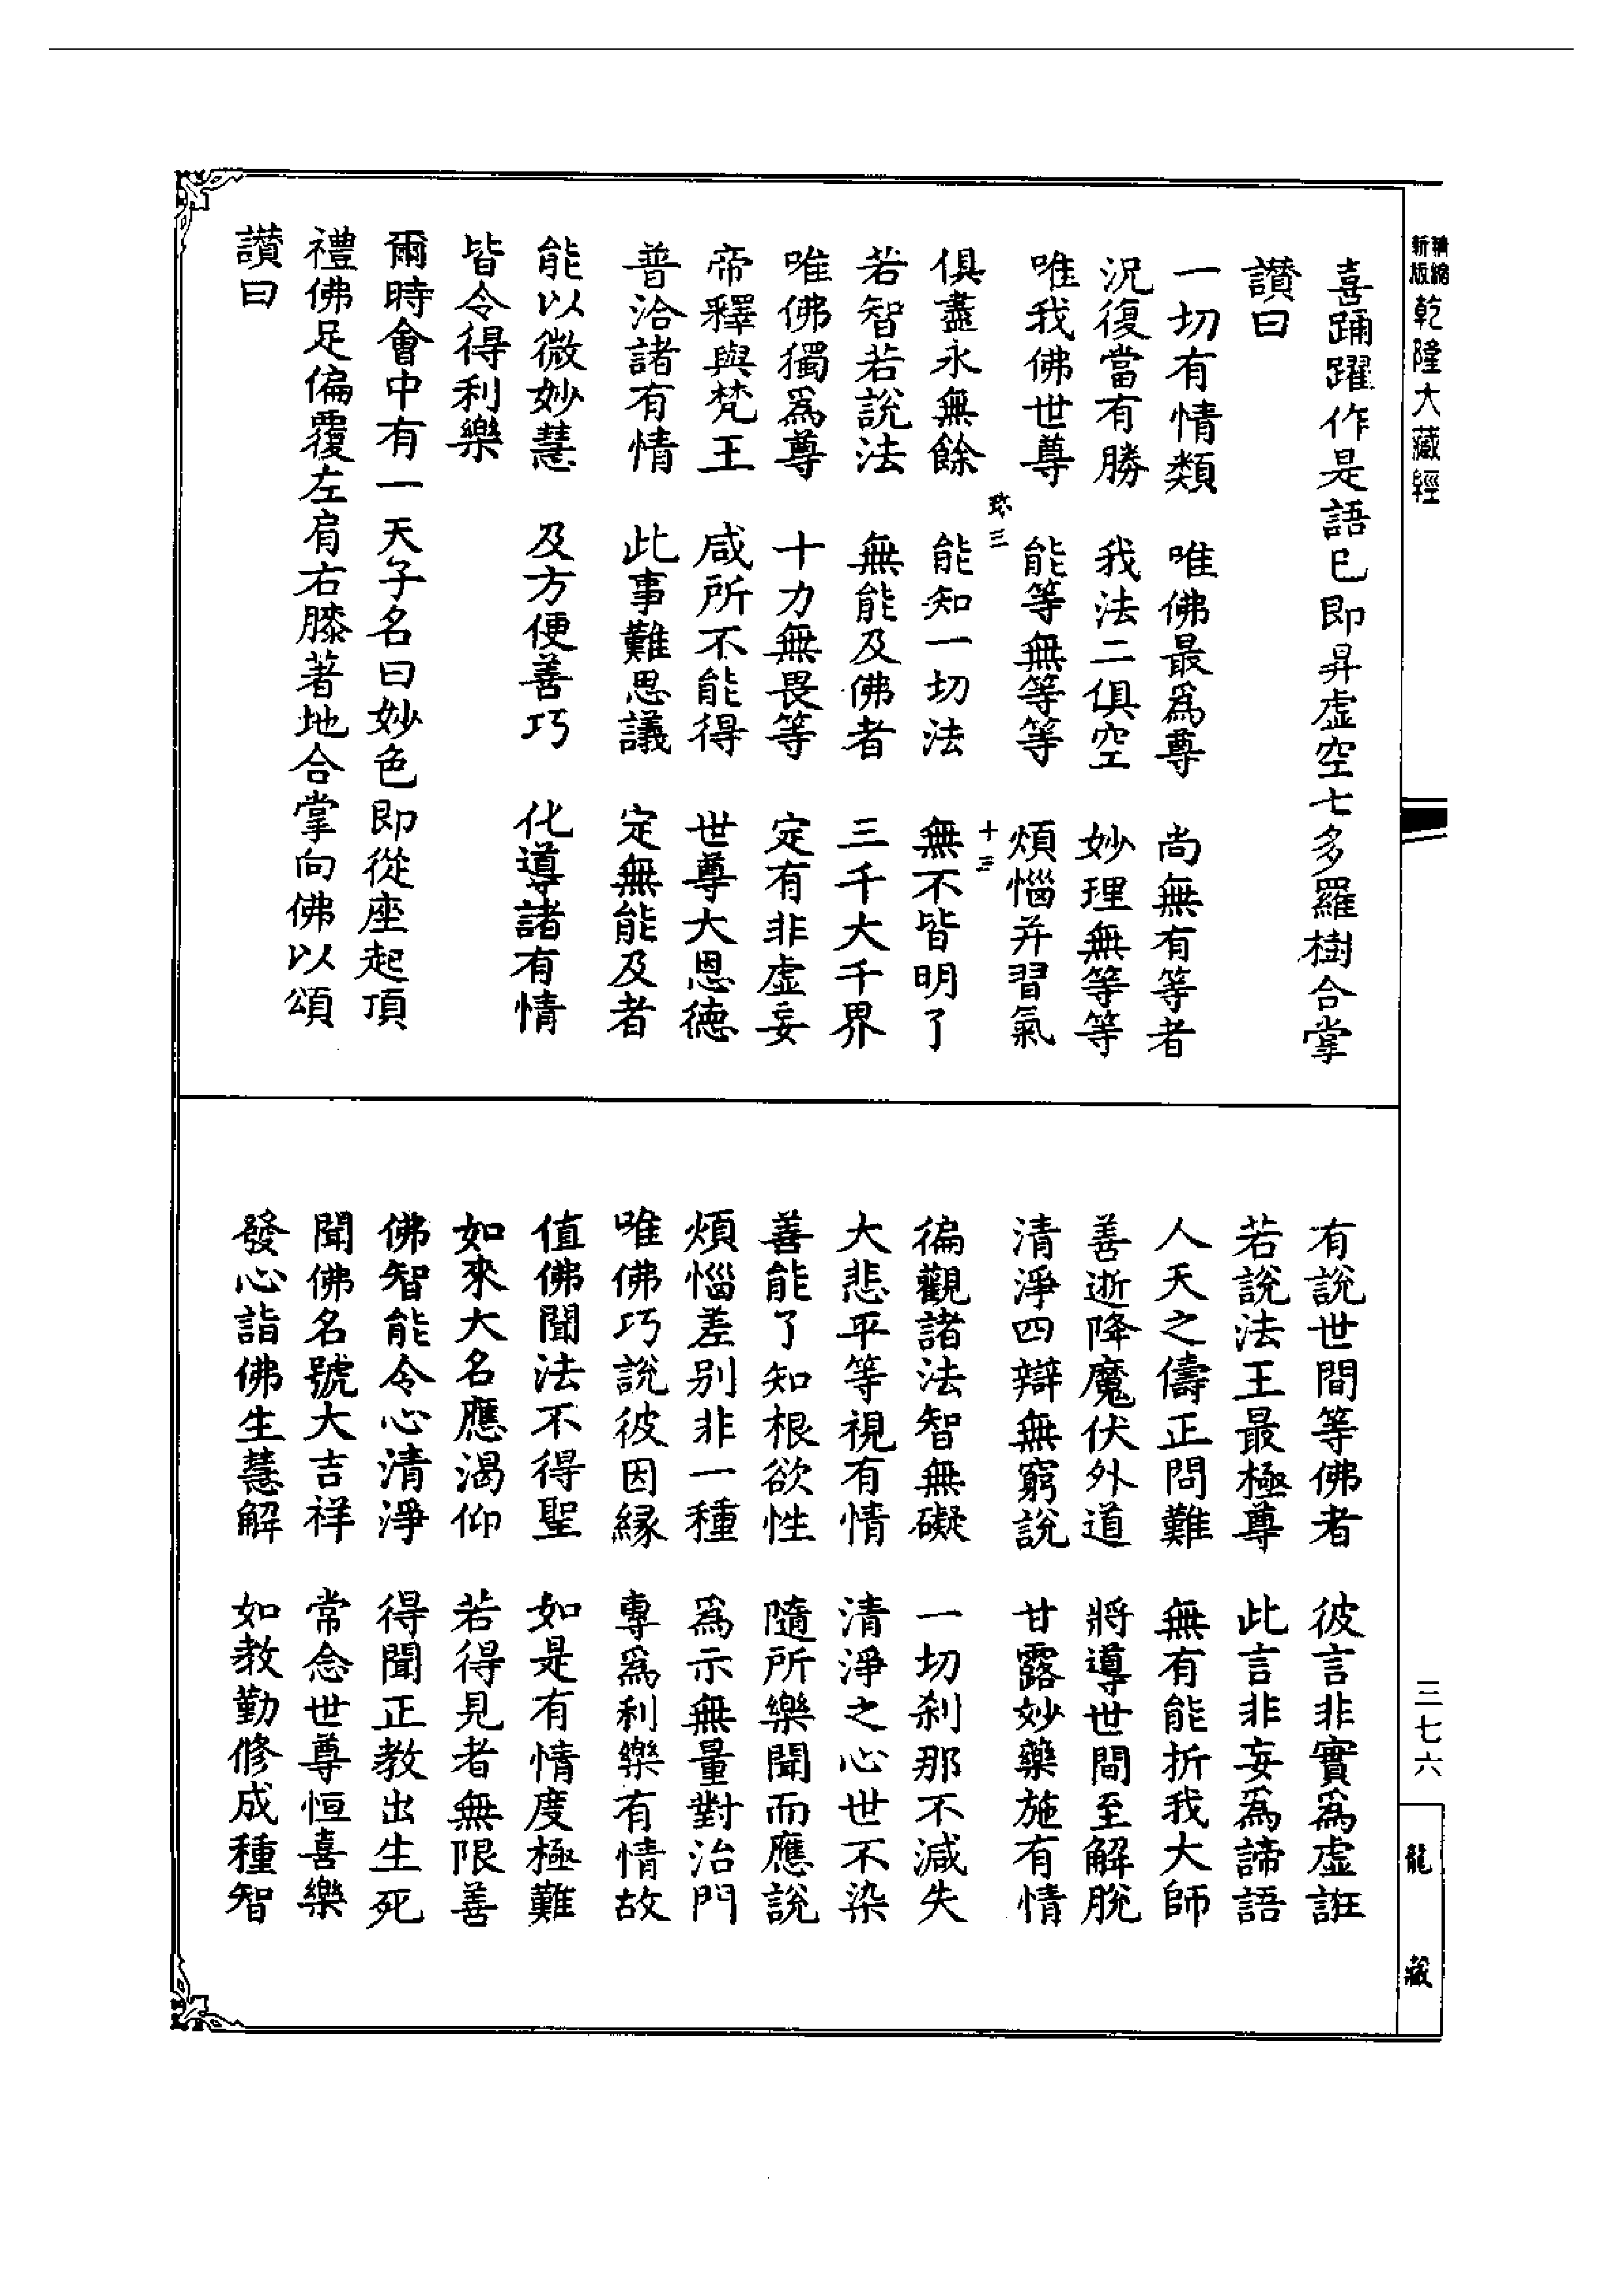 新版精縮乾隆大藏經
喜踊躍作是語已即昇虛空七多羅樹合掌
讚曰
一切有情類　唯佛最爲尊　尚無有等者
況復當有勝　我法二俱空　妙理無等等
唯我佛世尊　能等無等等　煩惱并習氣
十三
俱盡永無餘　能知一切法　無不皆明了
若智若說法　無能及佛者　三千大千界
唯佛獨爲尊　十力無畏等　定有非虛妄
帝釋與梵王　咸所不能得　世尊大恩德
普洽諸有情　此事難思議　定無能及者
能以微妙慧　及方便善巧　化導諸有情
皆令得利樂
爾時會中有一天子名曰妙色即從座起頂
禮佛足偏覆左肩右膝著地合掌向佛以頌
讚曰
有說世間等佛者　彼言非實爲虛誑
若說法王最極尊　此言非妄爲諦語
人天之儔正問難　無有能折我大師
善逝降魔伏外道　將導世間至解脫
清淨四辯無窮說　甘露妙藥施有情
徧觀諸法智無礙　一切刹那不減失
大悲平等視有情　清淨之心世不染
善能了知根欲性　隨所樂聞而應說
煩惱差别非一種　爲示無量對治門
唯佛巧說彼因縁　專爲利樂有情故
值佛聞法不得聖　如是有情度極難
如來大名應渴仰　若得見者無限善
佛智能令心清淨　得聞正教出生死
聞佛名號大吉祥　常念世尊恒喜樂
發心詣佛生慧解　如教勤修成種智
三七六
龍藏